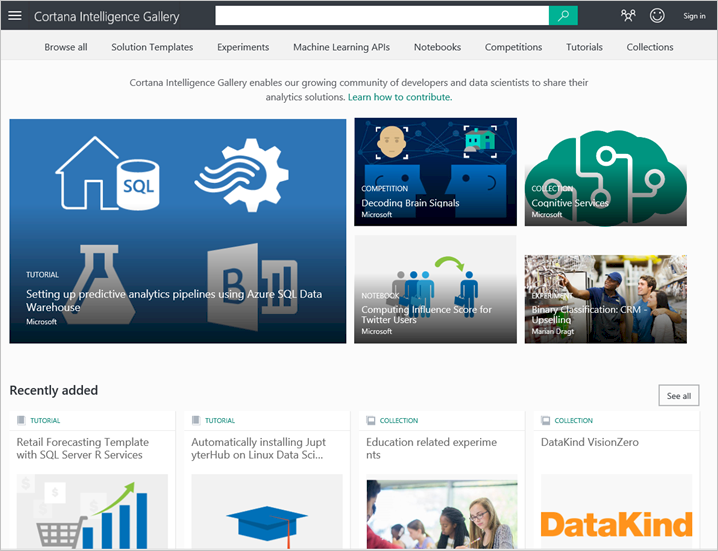 Cortana Intelligence Gallery
Sign in
Browse all Solution Templates Experiments Machine Learning APIs Notebooks Competitions Tutorials Collections
Cortana Intelligence Gallery enables our growing community of developers and data scientists to share their
analytics solutions. Learn how to contribute.
SQL
TUTORIAL
Setting up predictive analytics pipelines using Azure SQL Data
Warehouse
Microsoft
COMPETITION
Decoding Brain Signals
Microsoft
COLLECTION
Cognitive Services
Microsoft
NOTEBOOK
Computing Influence Score for
Twitter Users
Microsoft
EXPERIMENT
Binary Classification: CRM -
Upselling
Marian Dragt
Recently added
See all
TUTORIAL
Retail Forecasting Template
with SQL Server R Services
$
$
$
TUTORIAL
Automatically installing Jupt
yterHub on Linux Data Sci...
COLLECTION
Education related experime
nts
COLLECTION
DataKind VisionZero
DataKind